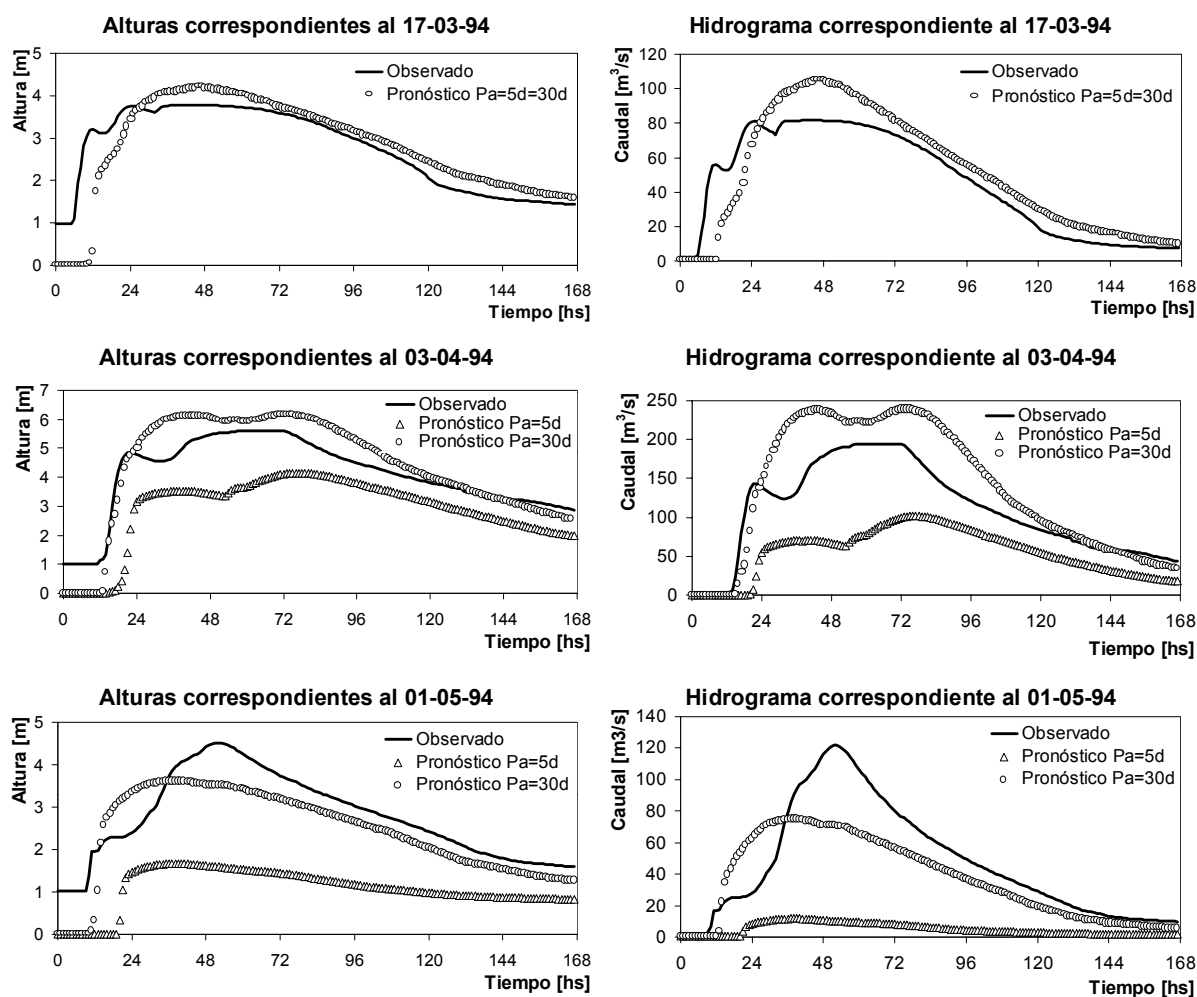 Alturas correspondientes al 17-03-94
Altura [m]
5
4
3
2
1
0
Observado
Pronóstico Pa=5d=30d
0 24 48 72 96 120 144 168
Tiempo [hs]
Hidrograma correspondiente al 17-03-94
Caudal [m³/s]
120
100
80
60
40
20
0
Observado
Pronóstico Pa=5d=30d
0 24 48 72 96 120 144 168
Tiempo [hs]
Alturas correspondientes al 03-04-94
Altura [m]
7
6
5
4
3
2
1
0
Observado
Pronóstico Pa=5d
Pronóstico Pa=30d
0 24 48 72 96 120 144 168
Tiempo [hs]
Hidrograma correspondiente al 03-04-94
Caudal [m³/s]
250
200
150
100
50
0
Observado
Pronóstico Pa=5d
Pronóstico Pa=30d
0 24 48 72 96 120 144 168
Tiempo [hs]
Alturas correspondientes al 01-05-94
Altura [m]
5
4
3
2
1
0
Observado
Pronóstico Pa=5d
Pronóstico Pa=30d
0 24 48 72 96 120 144 168
Tiempo [hs]
Hidrograma correspondiente al 01-05-94
Caudal [m3/s]
140
120
100
80
60
40
20
0
Observado
Pronóstico Pa=5d
Pronóstico Pa=30d
0 24 48 72 96 120 144 168
Tiempo [hs]